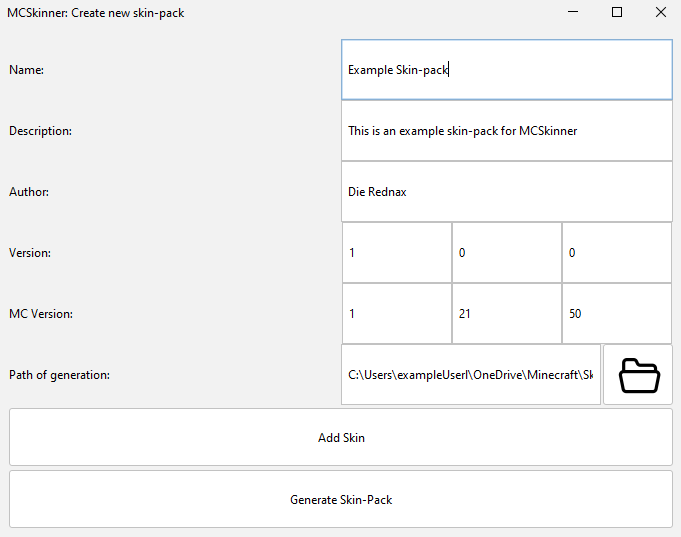 MCSkinner: Create new skin-pack
Name: Example Skin-pack
Description: This is an example skin-pack for MCSkinner
Author: Die Rednax
Version: 1 0 0
MC Version: 1 21 50
Path of generation: C:\Users\exampleUserl\OneDrive\Minecraft\Sk
Add Skin
Generate Skin-Pack